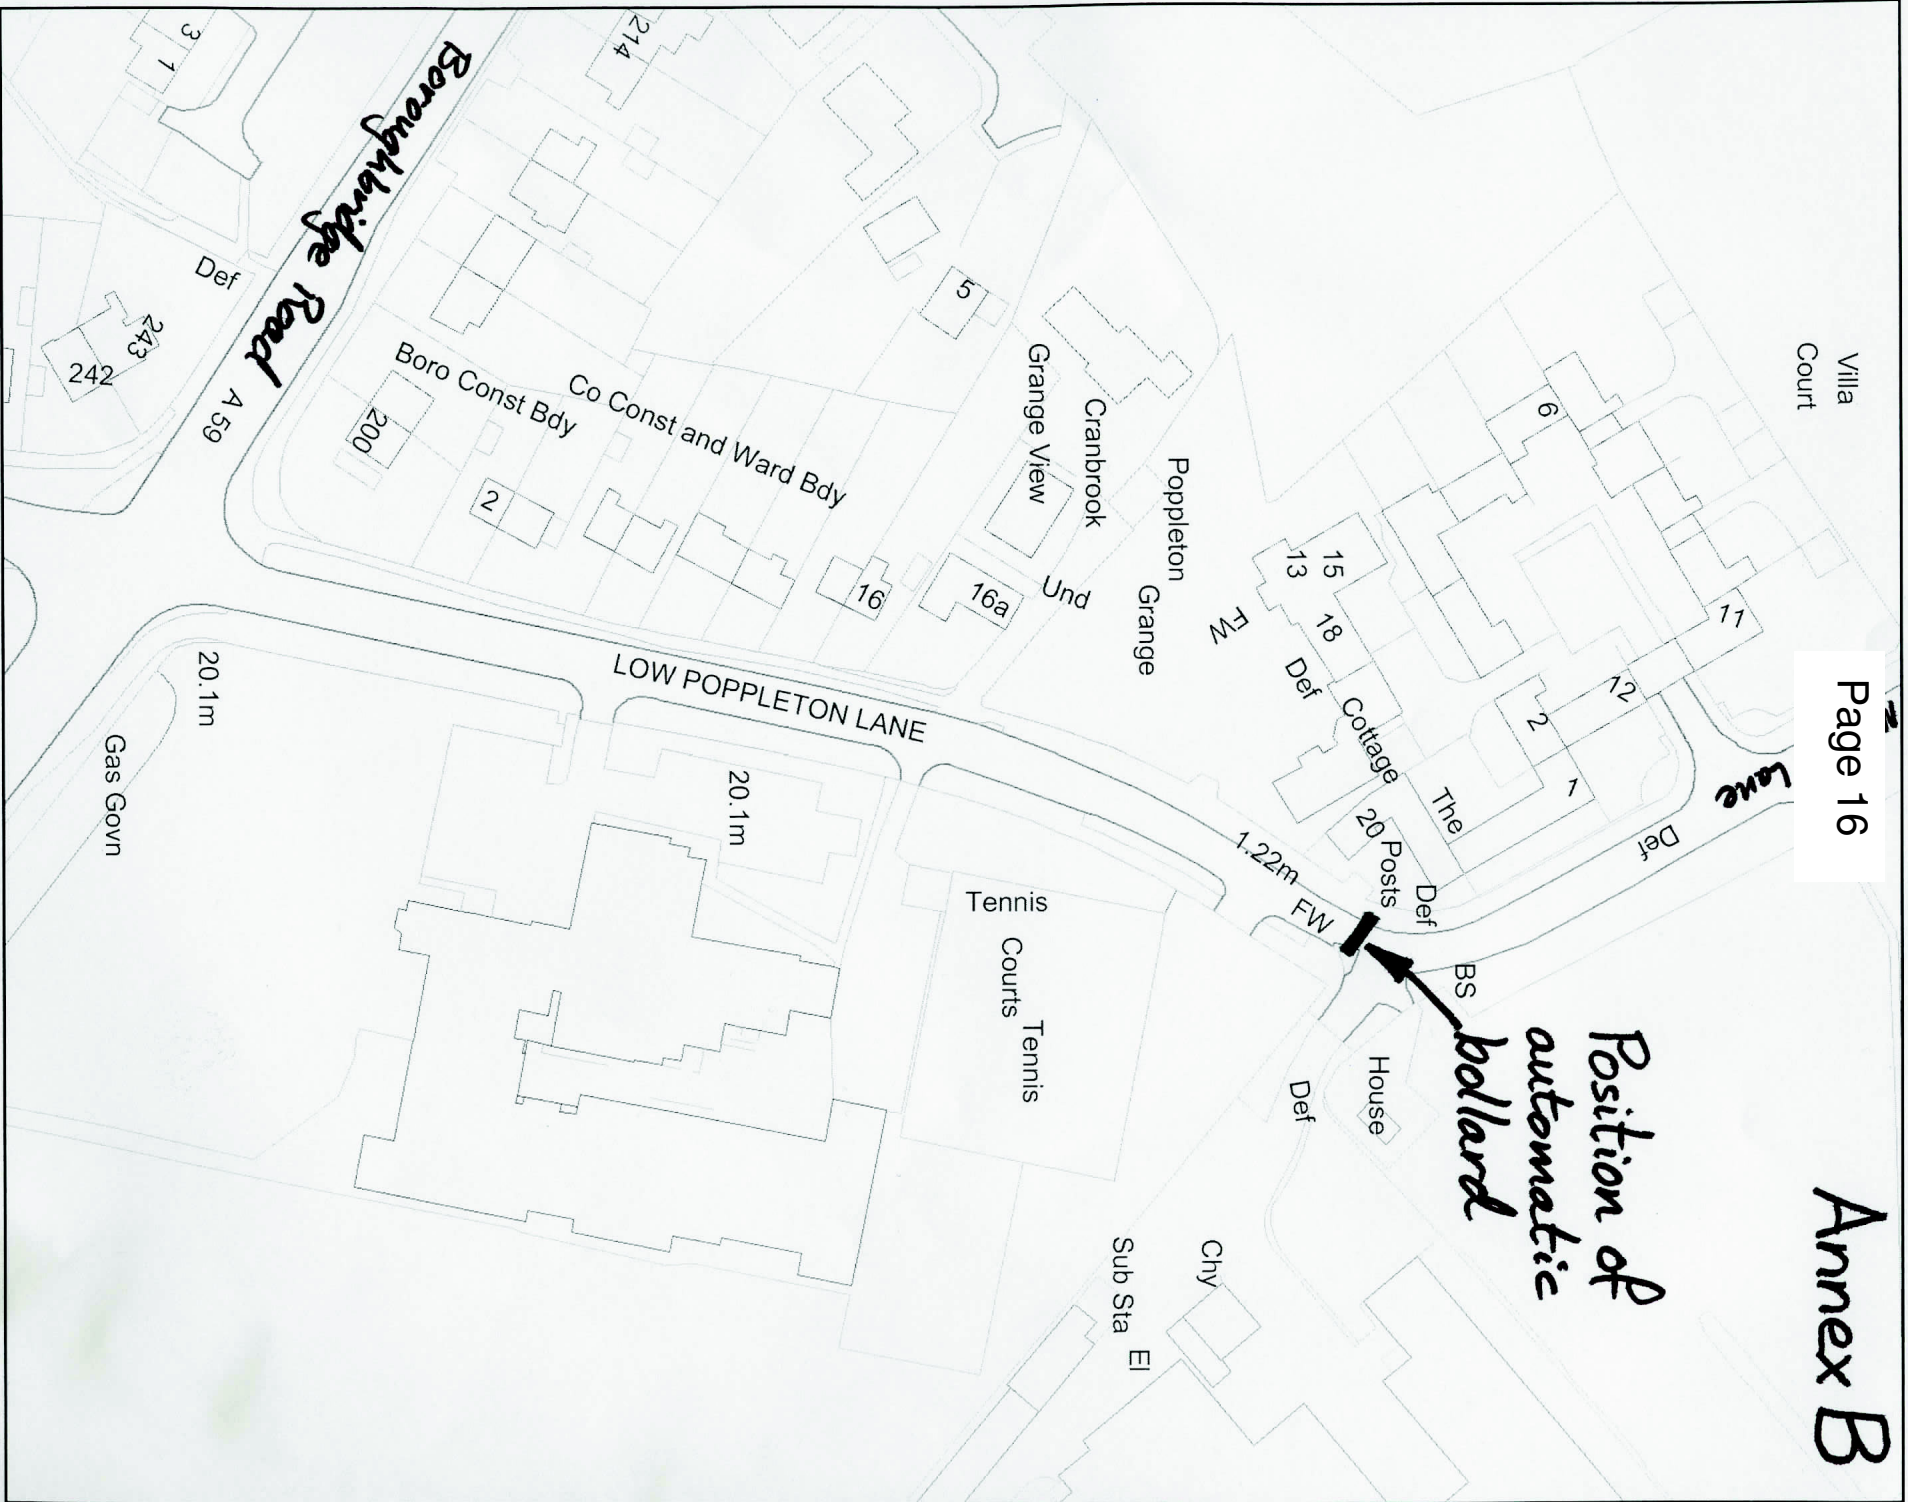 Annex B
Page 16
Position of
automatic
bollard
Lane
Villa
Court
6
11
12
2
1
Def
The
Cottage
15
13
18
Def
FW
20
Posts
Def
BS
House
Def
1.22m
FW
Poppleton
Grange
Cranbrook
Grange View
Und
5
16a
16
2
200
214
3
1
Co Const and Ward Bdy
Boro Const Bdy
Boroughbridge Road
A 59
Def
243
242
LOW POPPLETON LANE
20.1m
20.1m
Gas Govn
Tennis
Courts
Tennis
Chy
El
Sub Sta